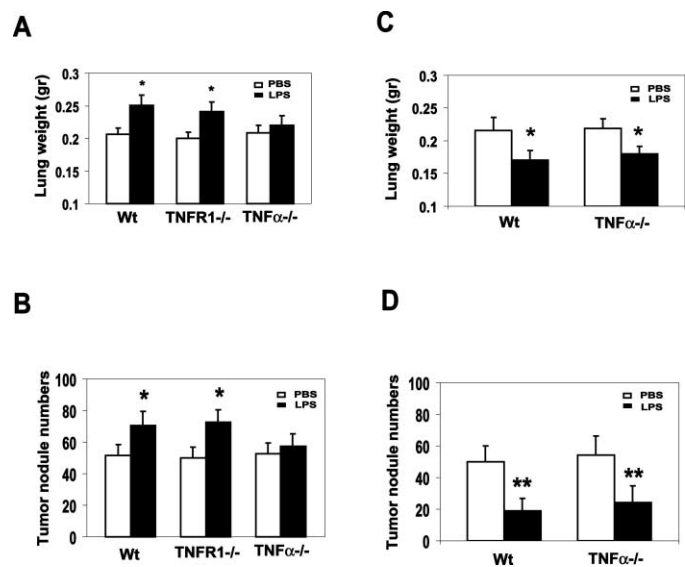 A
Lung weight (gr)
0.3
0.25
0.2
0.15
0.1
* *
PBS
LPS
Wt TNFR1-/- TNFα-/-
B
Tumor nodule numbers
100
80
60
40
20
0
* *
PBS
LPS
Wt TNFR1-/- TNFα-/-
C
Lung weight (gr)
0.3
0.25
0.2
0.15
0.1
* *
PBS
LPS
Wt TNFα-/-
D
Tumor nodule numbers
100
80
60
40
20
0
** **
PBS
LPS
Wt TNFα-/-